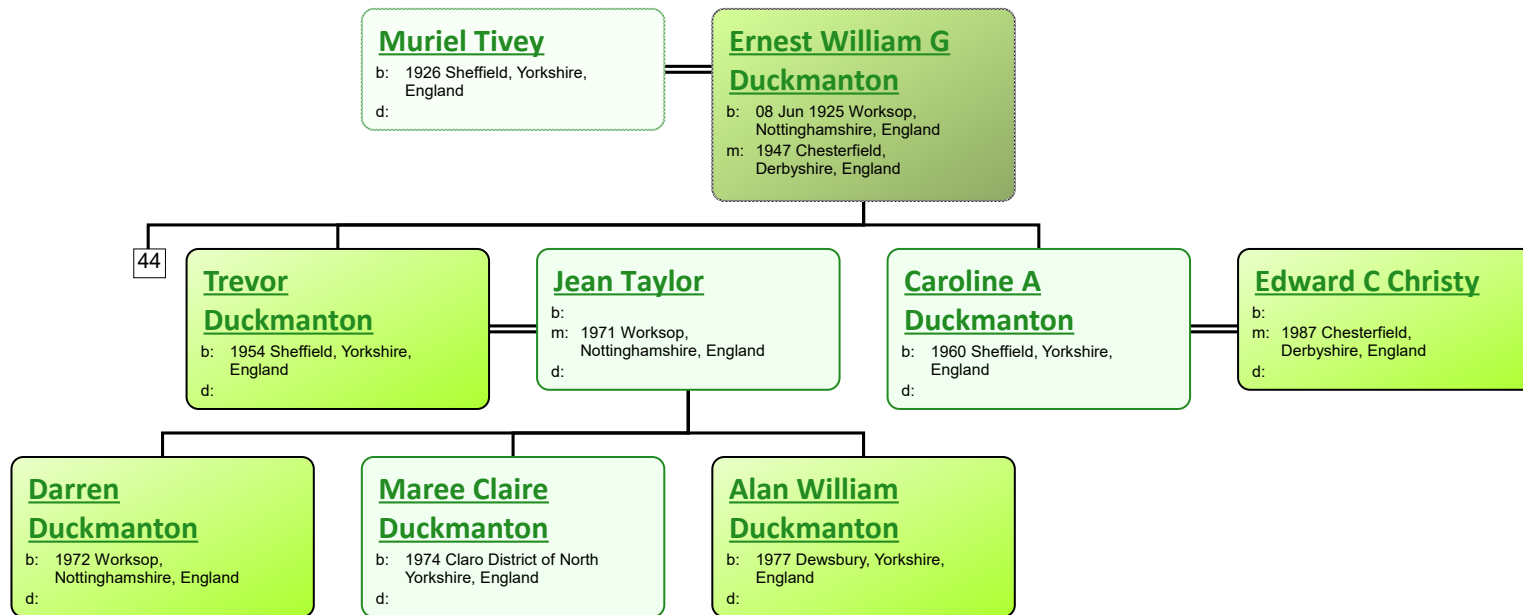 Muriel Tivey
b: 1926 Sheffield, Yorkshire,
England
d:
Ernest William G
Duckmanton
b: 08 Jun 1925 Worksop,
Nottinghamshire, England
m: 1947 Chesterfield,
Derbyshire, England
44
Trevor
Duckmanton
b: 1954 Sheffield, Yorkshire,
England
d:
Jean Taylor
b:
m: 1971 Worksop,
Nottinghamshire, England
d:
Caroline A
Duckmanton
b: 1960 Sheffield, Yorkshire,
England
d:
Edward C Christy
b:
m: 1987 Chesterfield,
Derbyshire, England
d:
Darren
Duckmanton
b: 1972 Worksop,
Nottinghamshire, England
d:
Maree Claire
Duckmanton
b: 1974 Claro District of North
Yorkshire, England
d:
Alan William
Duckmanton
b: 1977 Dewsbury, Yorkshire,
England
d: